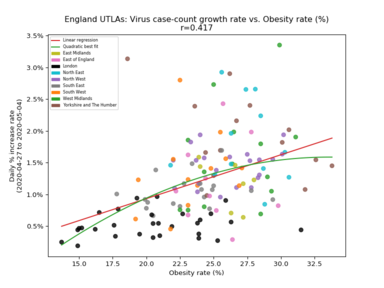 England UTLAs: Virus case-count growth rate vs. Obesity rate (%)
r=0.417
Daily % increase rate
(2020-04-27 to 2020-05-04)
3.5%
3.0%
2.5%
2.0%
1.5%
1.0%
0.5%
Linear regression
Quadratic best fit
East Midlands
East of England
London
North East
North West
South East
South West
West Midlands
Yorkshire and The Humber
15.0 17.5 20.0 22.5 25.0 27.5 30.0 32.5
Obesity rate (%)